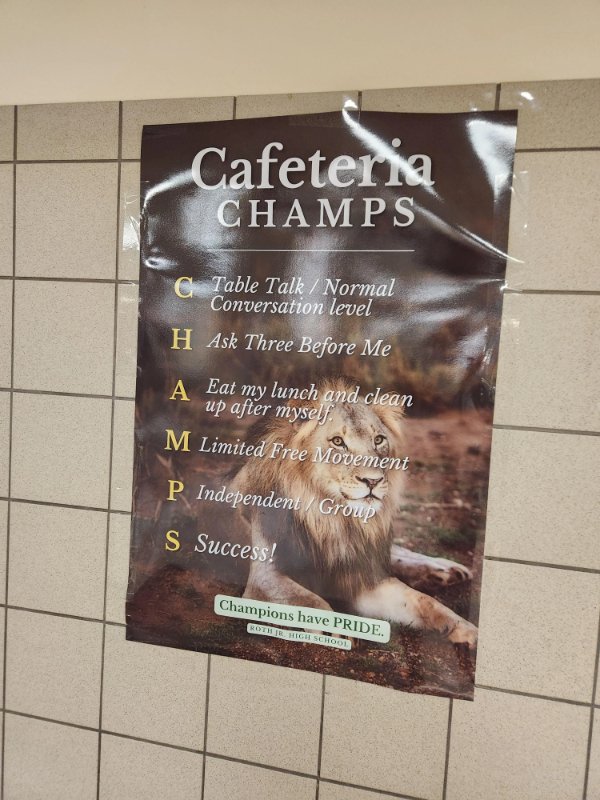 Cafeteria
CHAMPS
C Table Talk / Normal
Conversation level
H Ask Three Before Me
A Eat my lunch and clean
up after myself.
M Limited Free Movement
P Independent / Group
S Success!
Champions have PRIDE.
ROTH JR. HIGH SCHOOL